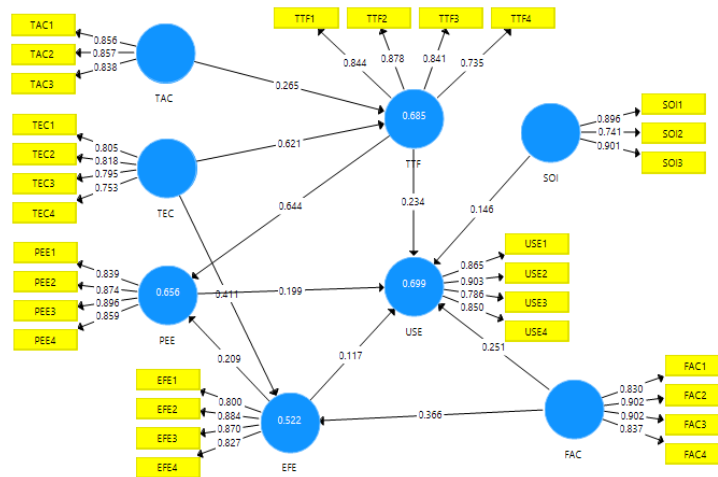 TAC1
TAC2
TAC3
0.856
0.857
0.838
TAC
TTF1
TTF2
TTF3
TTF4
0.844
0.878
0.841
0.735
0.265
0.685
TTF
SOI1
SOI2
SOI3
0.896
0.741
0.901
SOI
TEC1
TEC2
TEC3
TEC4
0.805
0.818
0.795
0.753
TEC
0.621
0.644
0.234
0.146
PEE1
PEE2
PEE3
PEE4
0.839
0.874
0.896
0.859
0.656
PEE
0.199
0.411
0.699
USE
0.865
0.903
0.786
0.850
USE1
USE2
USE3
USE4
0.209
0.117
0.251
EFE1
EFE2
EFE3
EFE4
0.800
0.884
0.870
0.827
0.522
EFE
0.366
FAC
0.830
0.902
0.902
0.837
FAC1
FAC2
FAC3
FAC4